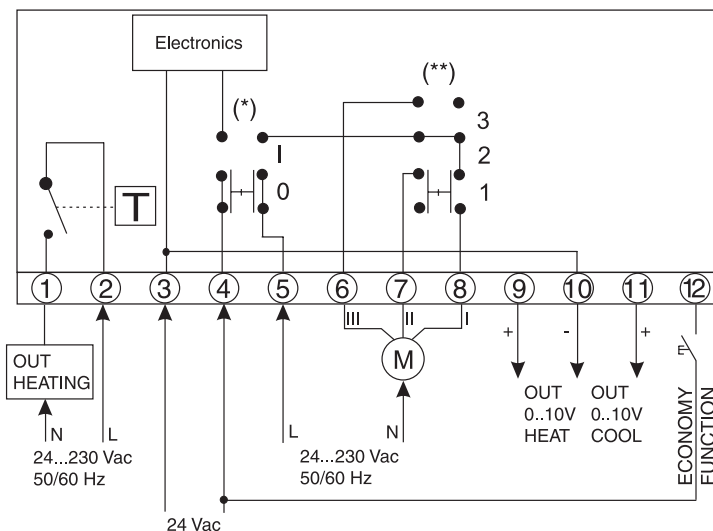 Electronics
(*)
(**)
3
I
2
0
1
T
1 2 3 4 5 6 7 8 9 10 11 12
III II I
+ - +
M
OUT
HEATING
OUT
0..10V
HEAT
OUT
0..10V
COOL
ECONOMY
FUNCTION
N L
24...230 Vac
50/60 Hz
L N
24...230 Vac
50/60 Hz
24 Vac